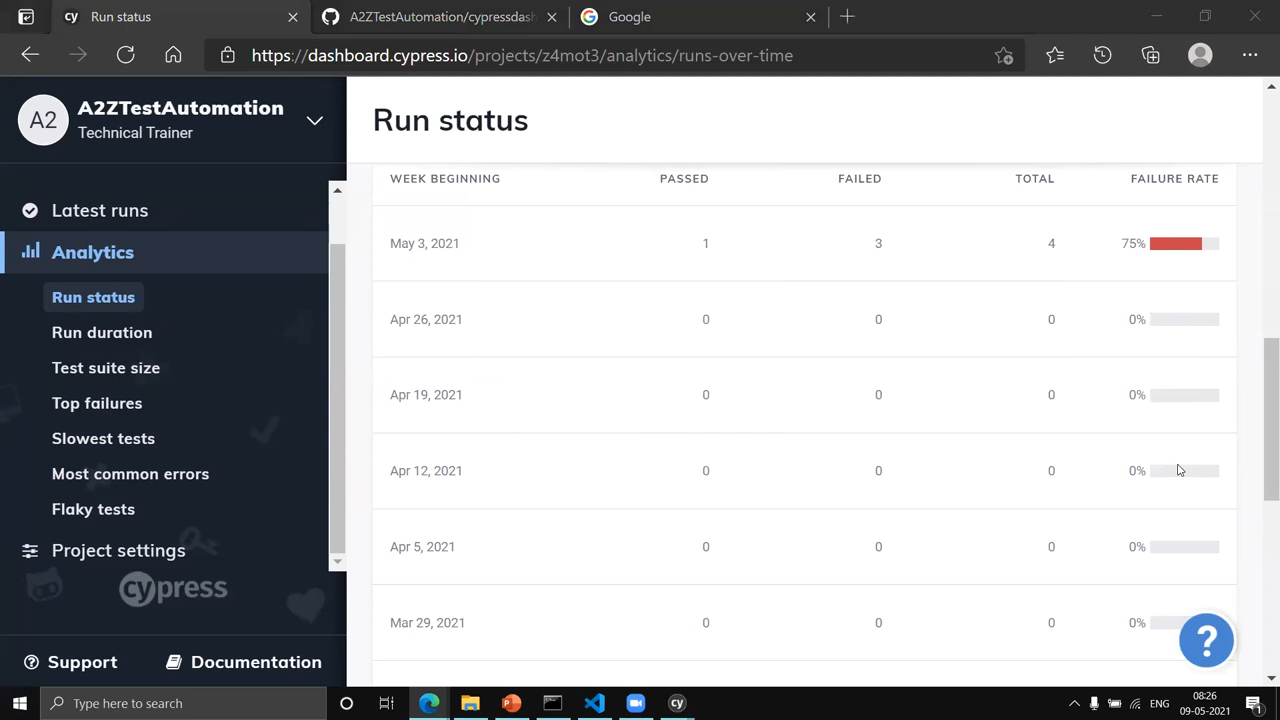 cy Run status
A2ZTestAutomation/cypressdash
Google
https://dashboard.cypress.io/projects/z4mot3/analytics/runs-over-time
A2
A2ZTestAutomation
Technical Trainer
Latest runs
Analytics
Run status
Run duration
Test suite size
Top failures
Slowest tests
Most common errors
Flaky tests
Project settings
cypress
Support
Documentation
Run status
WEEK BEGINNING PASSED FAILED TOTAL FAILURE RATE
May 3, 2021 1 3 4 75%
Apr 26, 2021 0 0 0 0%
Apr 19, 2021 0 0 0 0%
Apr 12, 2021 0 0 0 0%
Apr 5, 2021 0 0 0 0%
Mar 29, 2021 0 0 0 0%
?
Type here to search
cy
ENG
08:26
09-05-2021
1